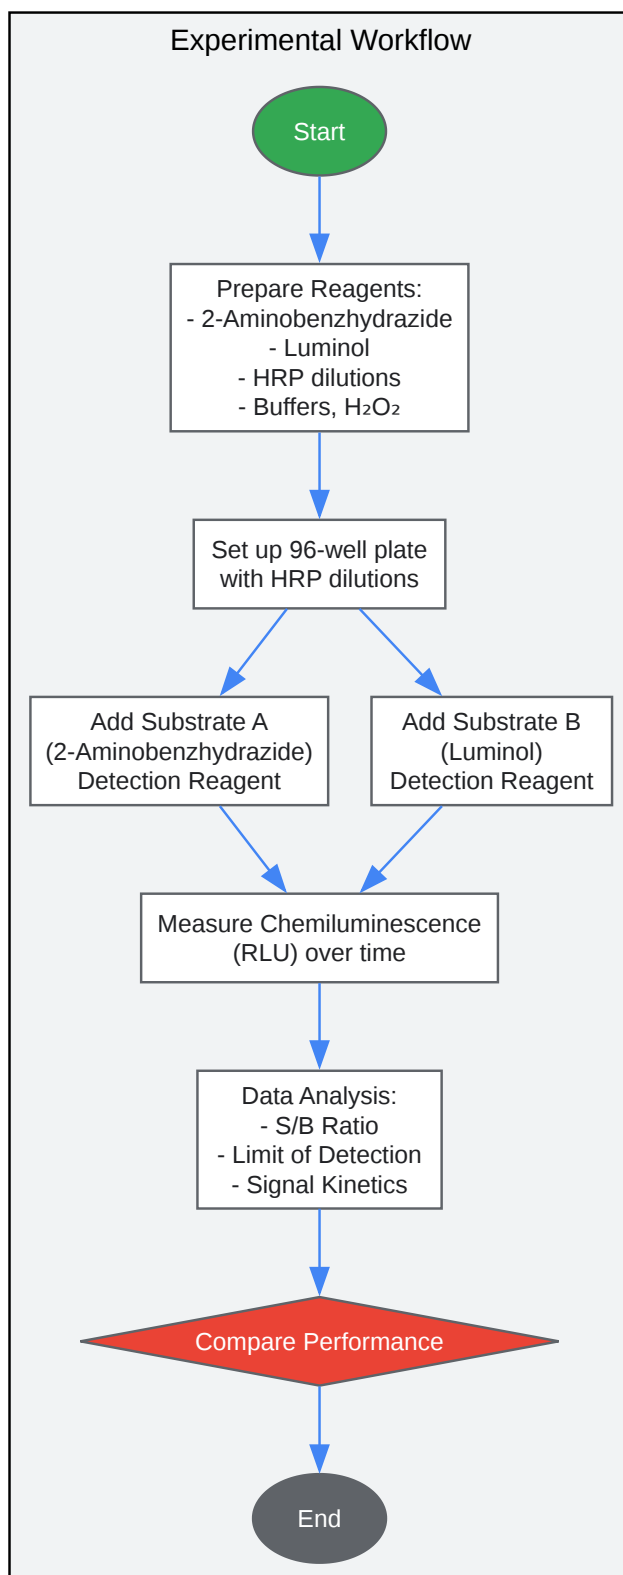 Experimental Workflow
Start
Prepare Reagents:
- 2-Aminobenzhydrazide
- Luminol
- HRP dilutions
- Buffers, H₂O₂
Set up 96-well plate
with HRP dilutions
Add Substrate A
(2-Aminobenzhydrazide)
Detection Reagent
Add Substrate B
(Luminol)
Detection Reagent
Measure Chemiluminescence
(RLU) over time
Data Analysis:
- S/B Ratio
- Limit of Detection
- Signal Kinetics
Compare Performance
End